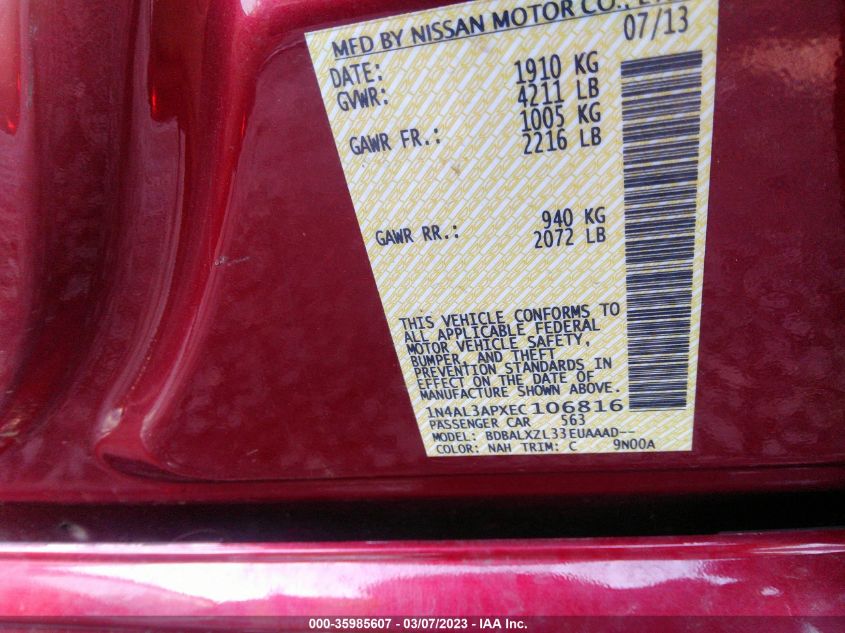 MFD BY NISSAN MOTOR CO.,
DATE: 07/13
GVWR: 1910 KG
4211 LB
GAWR FR.: 1005 KG
2216 LB
GAWR RR.: 940 KG
2072 LB
THIS VEHICLE CONFORMS TO
ALL APPLICABLE FEDERAL
MOTOR VEHICLE SAFETY,
BUMPER, AND THEFT
PREVENTION STANDARDS IN
EFFECT ON THE DATE OF
MANUFACTURE SHOWN ABOVE.
1N4AL3APXEC106816
PASSENGER CAR 563
MODEL: BDBALXZL33EUAAAD--
COLOR: NAH TRIM: C 9N00A
000-35985607 - 03/07/2023 - IAA Inc.